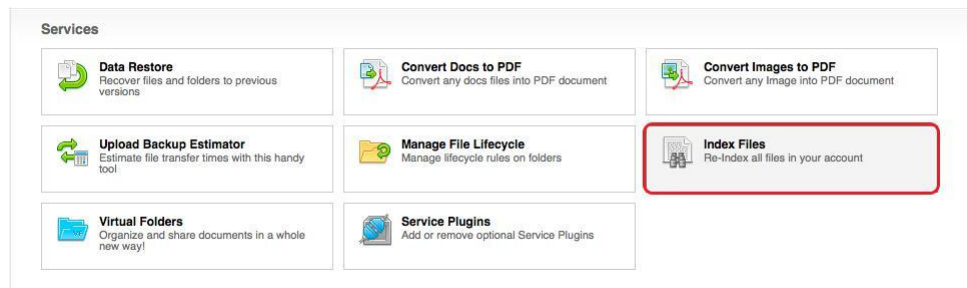 Services
Data Restore
Recover files and folders to previous
versions
Convert Docs to PDF
Convert any docs files into PDF document
Convert Images to PDF
Convert any Image into PDF document
Upload Backup Estimator
Estimate file transfer times with this handy
tool
Manage File Lifecycle
Manage lifecycle rules on folders
Index Files
Re-Index all files in your account
Virtual Folders
Organize and share documents in a whole
new way!
Service Plugins
Add or remove optional Service Plugins